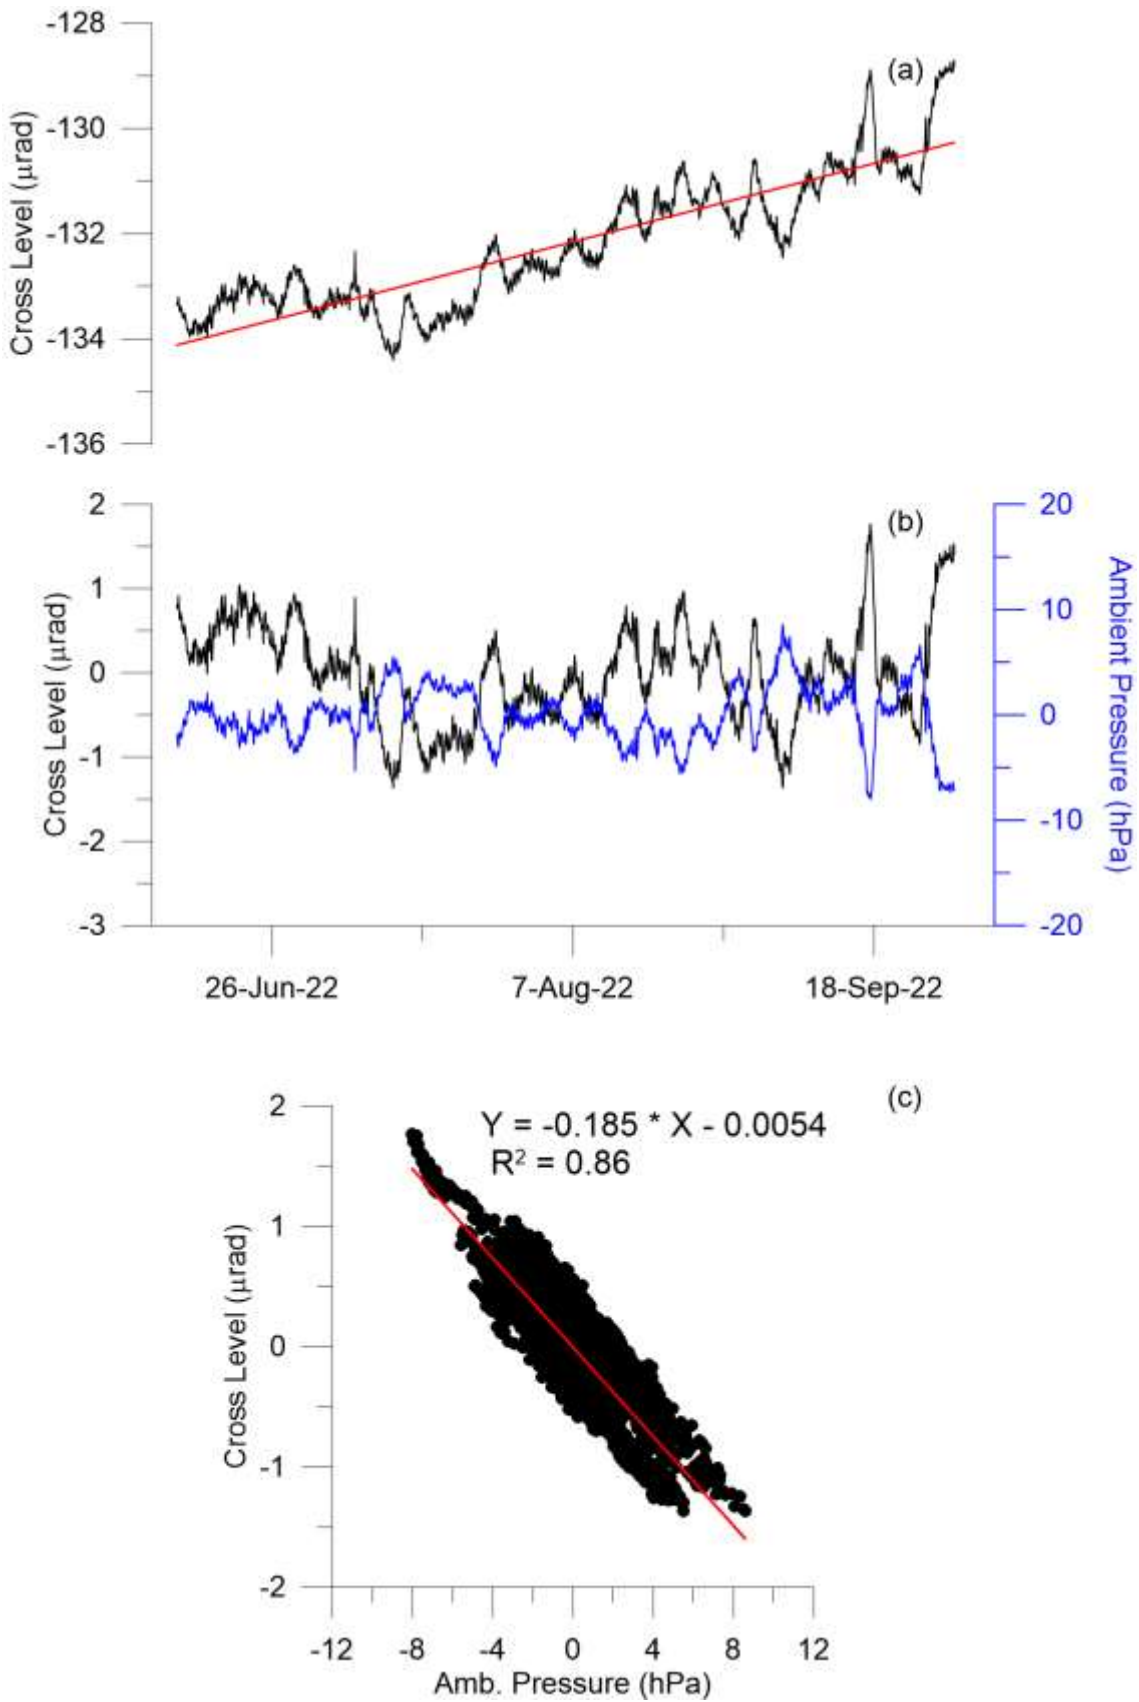 -128
(a)
-130
-132
-134
-136
Cross Level (μrad)
2
(b)
1
0
-1
-2
-3
Cross Level (μrad)
20
10
0
-10
-20
Ambient Pressure (hPa)
26-Jun-22
7-Aug-22
18-Sep-22
(c)
Y = -0.185 * X - 0.0054
R² = 0.86
2
1
0
-1
-2
Cross Level (μrad)
-12 -8 -4 0 4 8 12
Amb. Pressure (hPa)